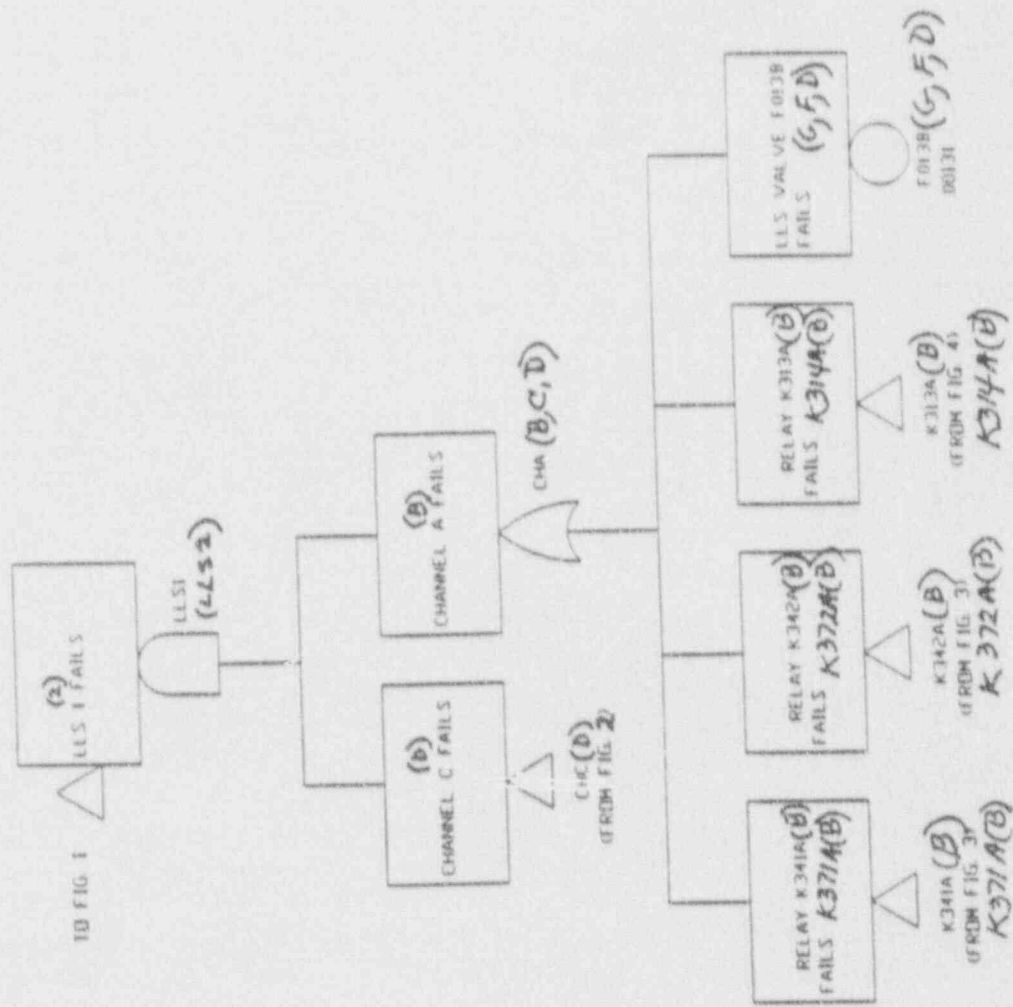 TO FIG 1
(2)
LLS 1 FAILS
LLS1
(LLS2)
(D)
CHANNEL C FAILS
CHC(D)
(FROM FIG 2)
(B)
CHANNEL A FAILS
CHA (B,C,D)
RELAY K341A(B)
FAILS K371A(B)
K341A(B)
(FROM FIG. 3)
K371A(B)
RELAY K342A(B)
FAILS K372A(B)
K342A(B)
(FROM FIG. 3)
K372A(B)
RELAY K313A(B)
FAILS K314A(B)
K313A(B)
(FROM FIG. 4)
K314A(B)
LLS VALVE F013B
FAILS (G,F,D)
F013B(G,F,D)
D0131